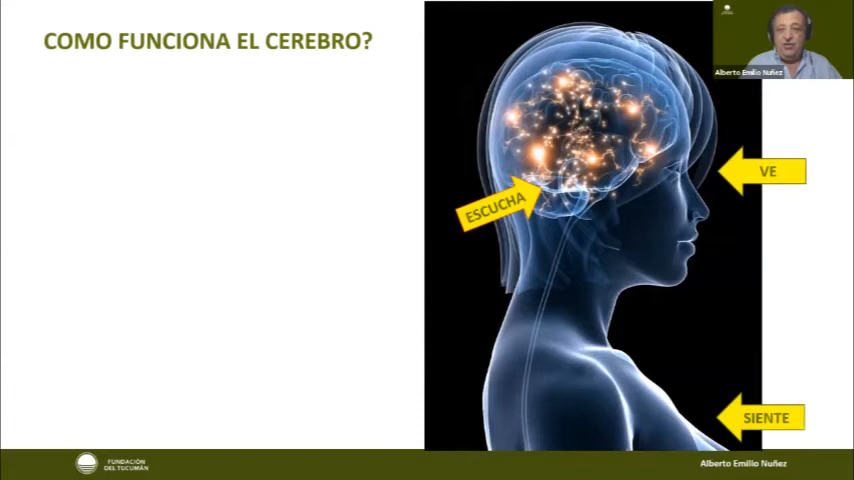 COMO FUNCIONA EL CEREBRO?
Alberto Emilio Nuñez
VE
ESCUCHA
SIENTE
FUNDACIÓN
DEL TUCUMÁN
Alberto Emilio Nuñez